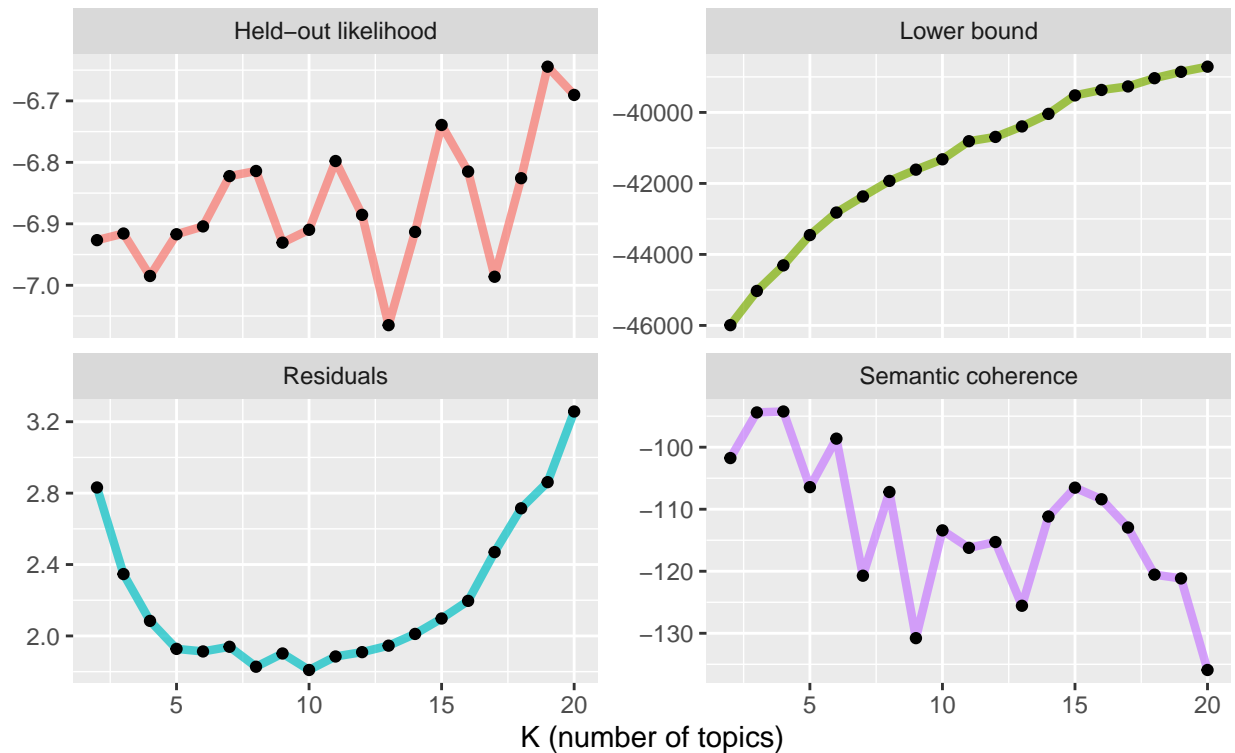 Held−out likelihood
−6.7
−6.8
−6.9
−7.0
Lower bound
−40000
−42000
−44000
−46000
Residuals
3.2
2.8
2.4
2.0
5 10 15 20
Semantic coherence
−100
−110
−120
−130
5 10 15 20
K (number of topics)